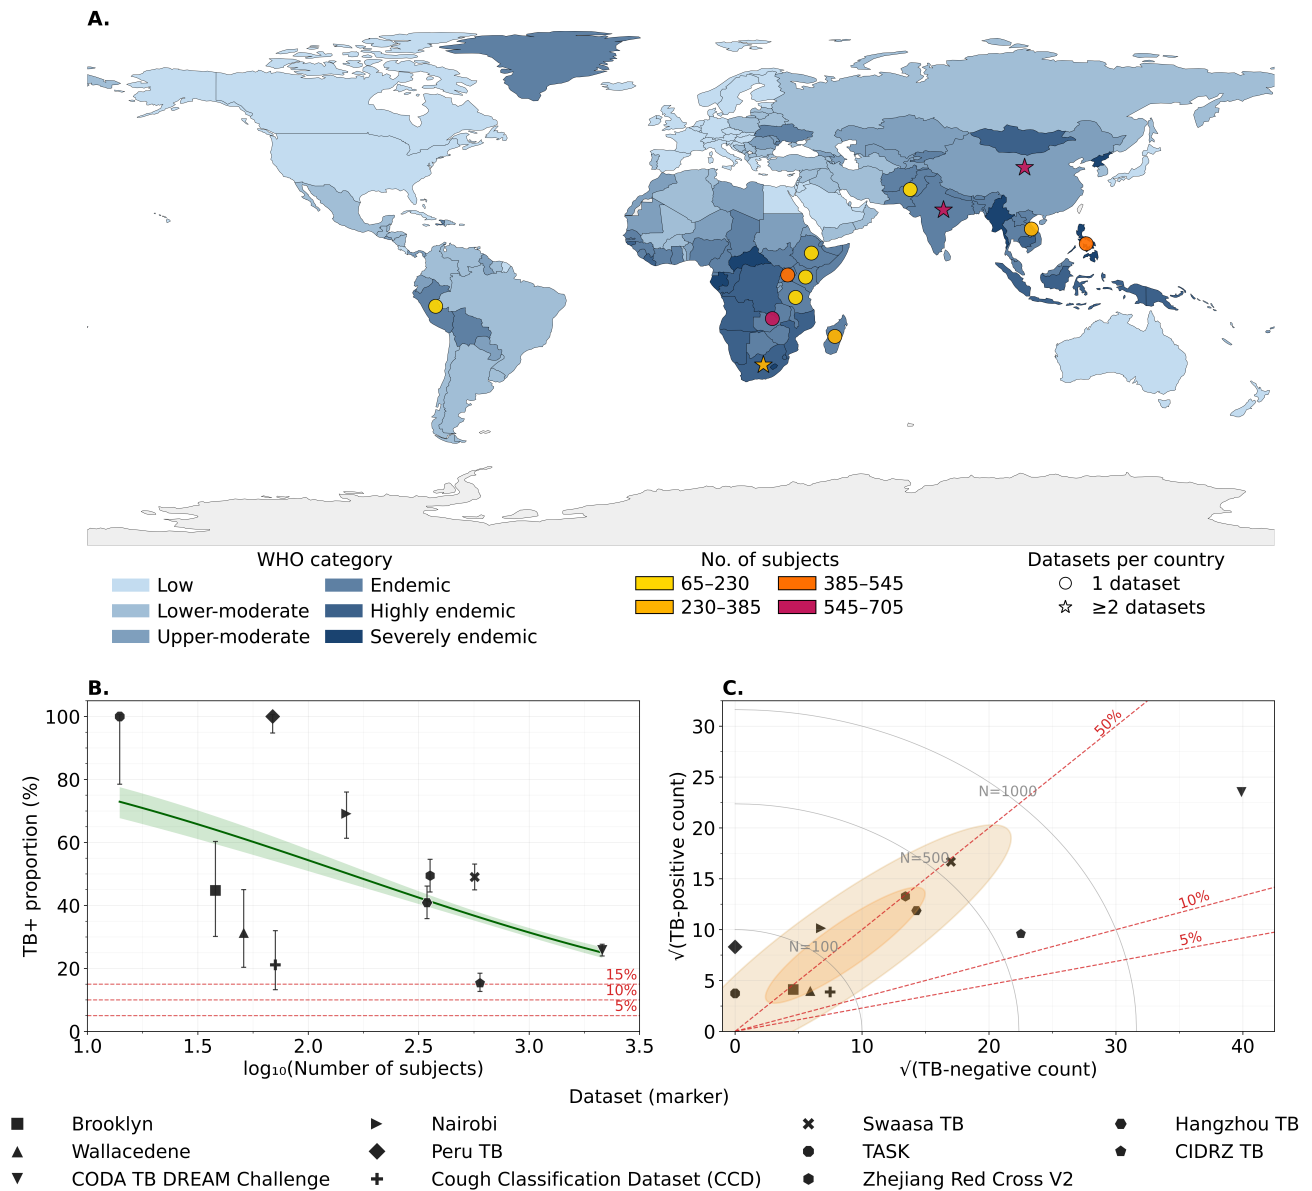 A.
WHO category
Low
Lower-moderate
Upper-moderate
Endemic
Highly endemic
Severely endemic
No. of subjects
65–230
230–385
385–545
545–705
Datasets per country
1 dataset
≥2 datasets
B.
TB+ proportion (%)
100
80
60
40
20
0
15%
10%
5%
1.0 1.5 2.0 2.5 3.0 3.5
log₁₀(Number of subjects)
C.
√(TB-positive count)
30
25
20
15
10
5
0
50%
10%
5%
N=1000
N=500
N=100
0 10 20 30 40
√(TB-negative count)
Dataset (marker)
Brooklyn
Wallacedene
CODA TB DREAM Challenge
Nairobi
Peru TB
Cough Classification Dataset (CCD)
Swaasa TB
TASK
Zhejiang Red Cross V2
Hangzhou TB
CIDRZ TB